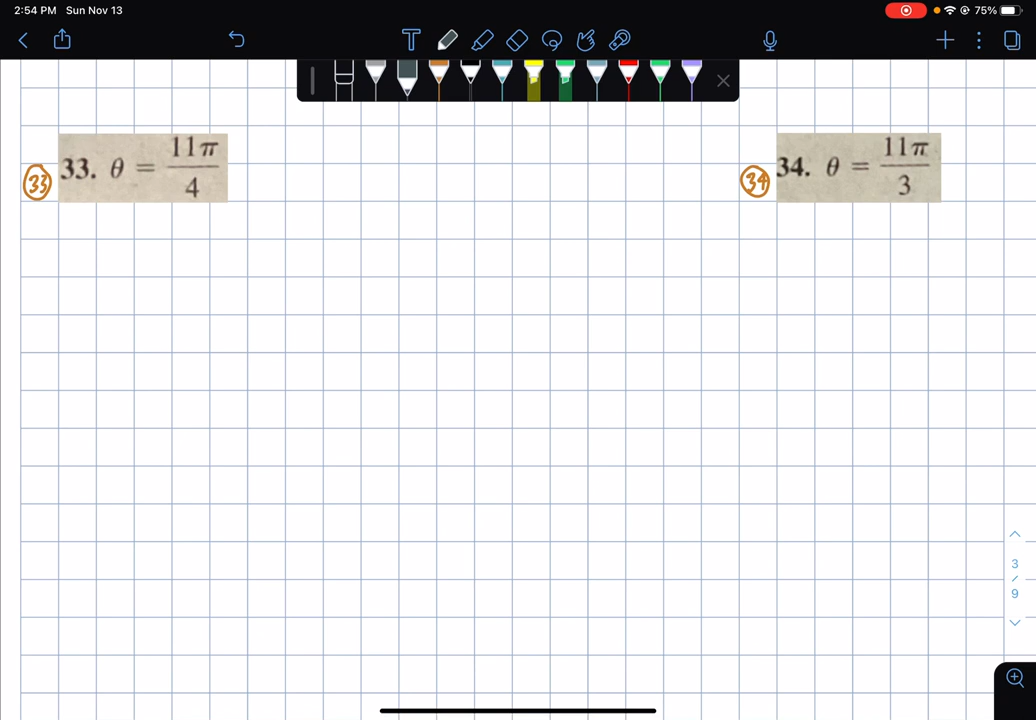 2:54 PM Sun Nov 13
75%
T
33 33. θ = 11π/4
34 34. θ = 11π/3
3
/
9